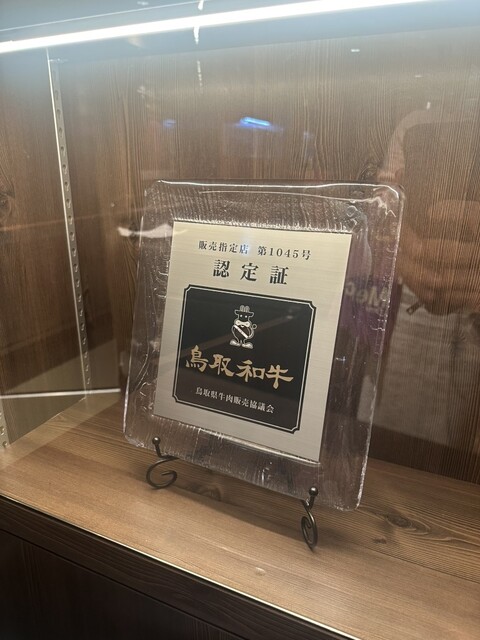 販売指定店 第1045号
認定証
鳥取和牛
鳥取県牛肉販売協議会